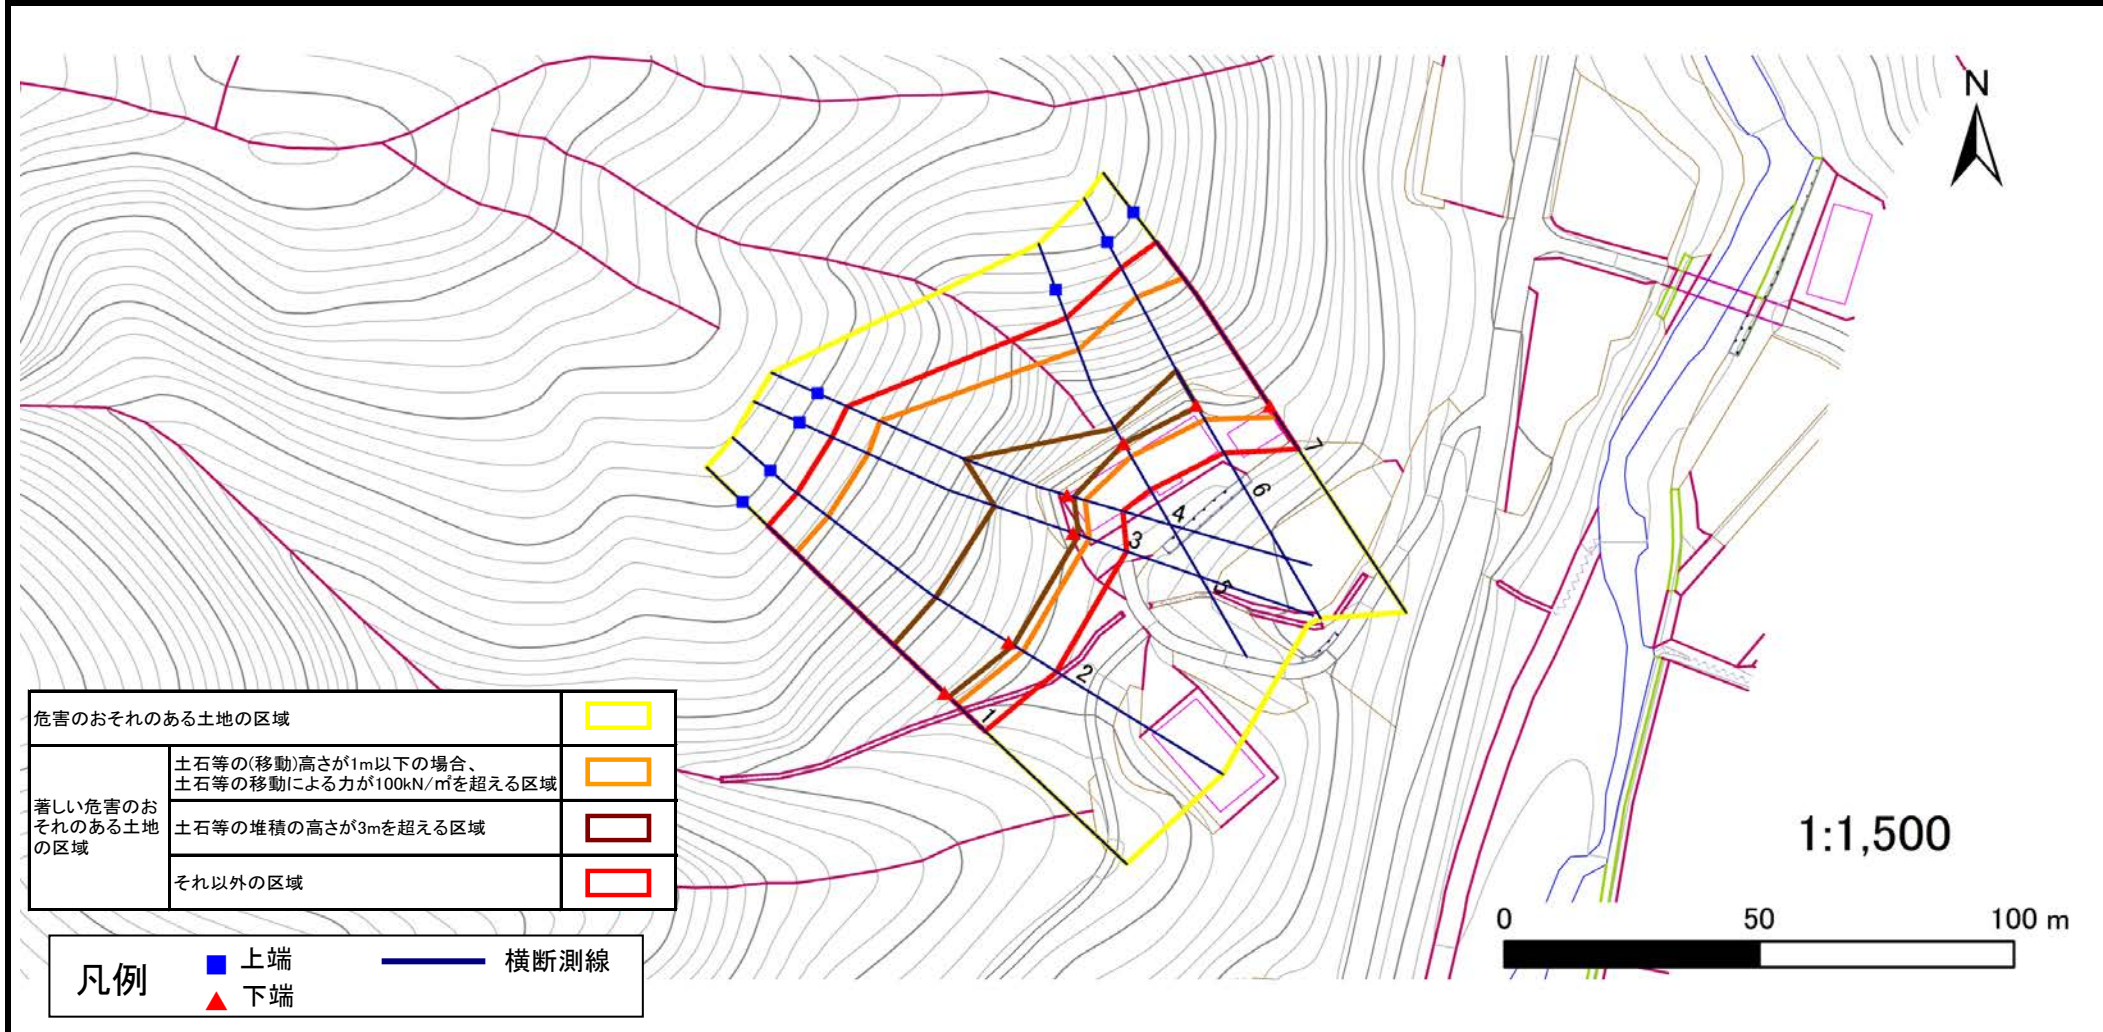 N
7
6
4
3
5
2
1
危害のおそれのある土地の区域
著しい危害のお
それのある土地
の区域
土石等の(移動)高さが1m以下の場合、
土石等の移動による力が100kN/㎡を超える区域
土石等の堆積の高さが3mを超える区域
それ以外の区域
1:1,500
0 50 100 m
凡例
上端
横断測線
下端